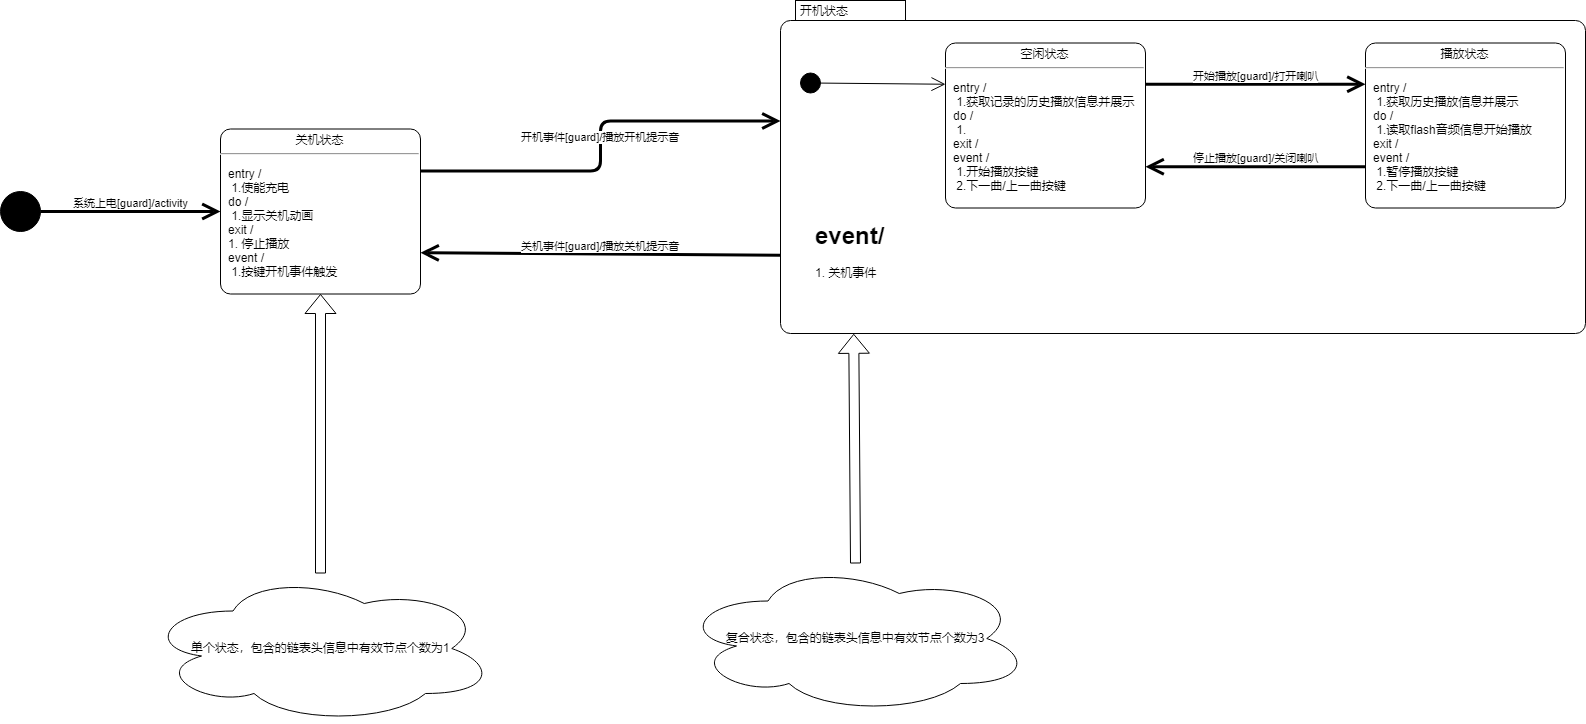 开机状态
空闲状态
entry /
1.获取记录的历史播放信息并展示
do /
1.
exit /
event /
1.开始播放按键
2.下一曲/上一曲按键
开始播放[guard]/打开喇叭
停止播放[guard]/关闭喇叭
播放状态
entry /
1.获取历史播放信息并展示
do /
1.读取flash音频信息开始播放
exit /
event /
1.暂停播放按键
2.下一曲/上一曲按键
event/
1. 关机事件
开机事件[guard]/播放开机提示音
关机事件[guard]/播放关机提示音
系统上电[guard]/activity
关机状态
entry /
1.使能充电
do /
1.显示关机动画
exit /
1. 停止播放
event /
1.按键开机事件触发
单个状态，包含的链表头信息中有效节点个数为1
复合状态，包含的链表头信息中有效节点个数为3